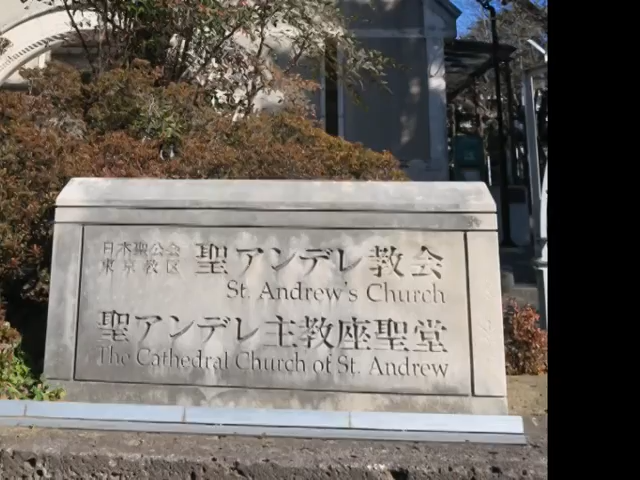 日本聖公会
東京教区
聖アンデレ教会
St. Andrew's Church
聖アンデレ主教座聖堂
The Cathedral Church of St. Andrew